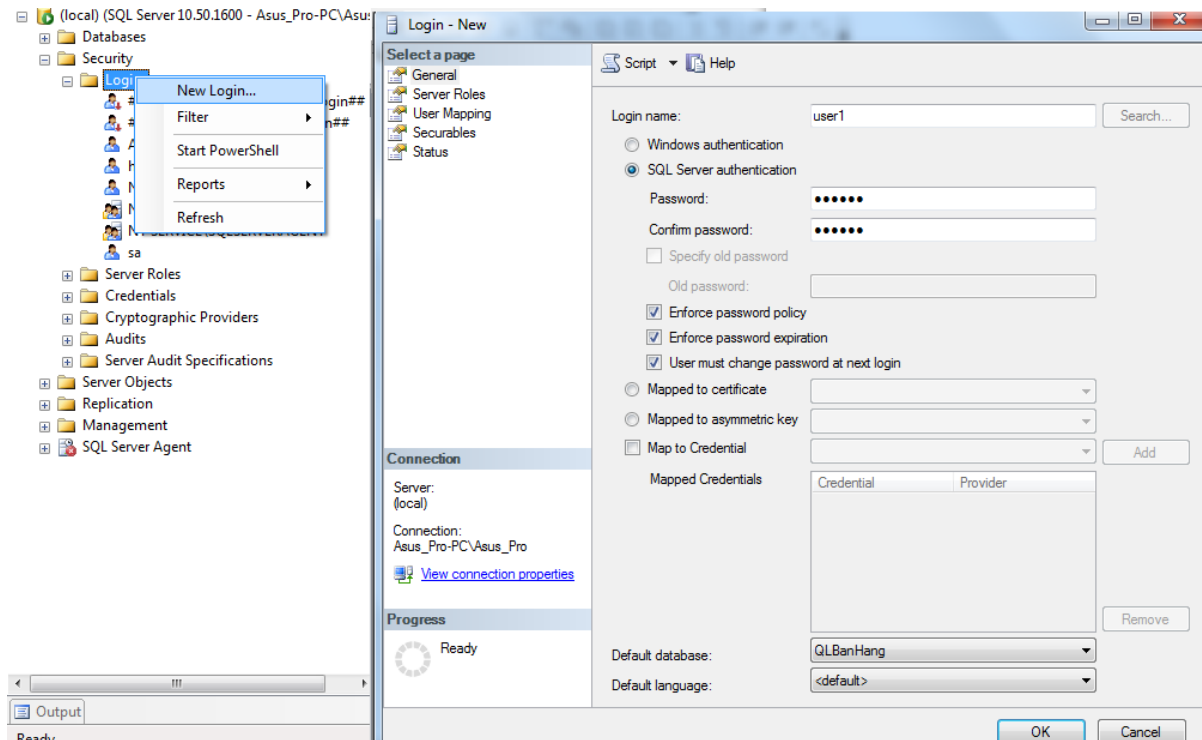 (local) (SQL Server 10.50.1600 - Asus_Pro-PC\Asus
Databases
Security
Logi
New Login...
Filter
Start PowerShell
Reports
Refresh
gin##
n##
sa
Server Roles
Credentials
Cryptographic Providers
Audits
Server Audit Specifications
Server Objects
Replication
Management
SQL Server Agent
Output
Ready
Login - New
Select a page
General
Server Roles
User Mapping
Securables
Status
Connection
Server:
(local)
Connection:
Asus_Pro-PC\Asus_Pro
View connection properties
Progress
Ready
Script Help
Login name: user1 Search...
Windows authentication
SQL Server authentication
Password: ••••••
Confirm password: ••••••
Specify old password
Old password:
Enforce password policy
Enforce password expiration
User must change password at next login
Mapped to certificate
Mapped to asymmetric key
Map to Credential Add
Mapped Credentials Credential Provider
Remove
Default database: QLBanHang
Default language: <default>
OK Cancel